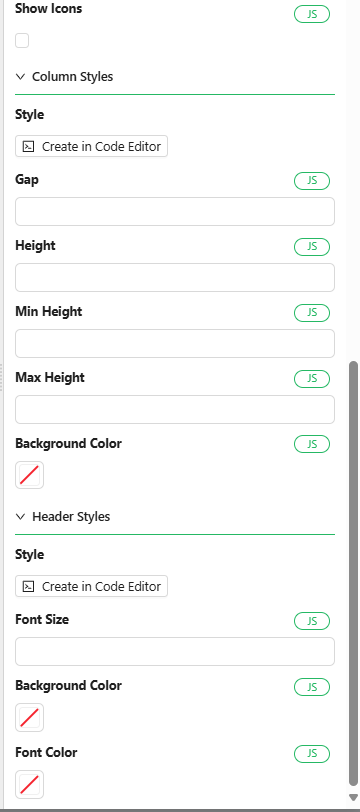 Show Icons JS
Column Styles
Style
Create in Code Editor
Gap JS
Height JS
Min Height JS
Max Height JS
Background Color JS
Header Styles
Style
Create in Code Editor
Font Size JS
Background Color JS
Font Color JS